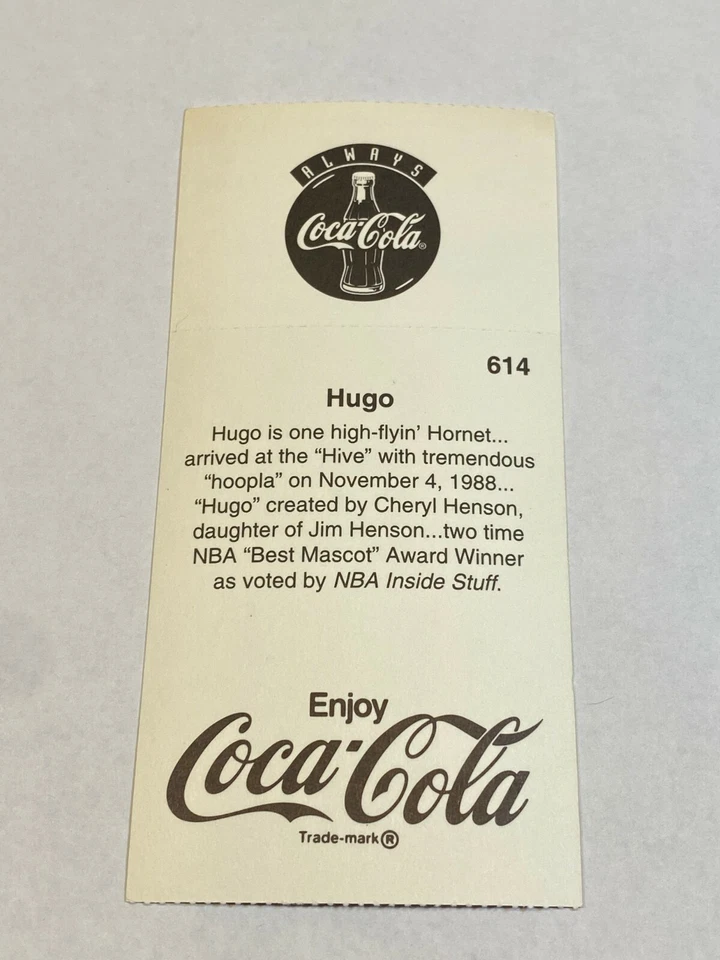 ALWAYS
Coca-Cola®
614
Hugo
Hugo is one high-flyin' Hornet...
arrived at the “Hive” with tremendous
“hoopla” on November 4, 1988...
“Hugo” created by Cheryl Henson,
daughter of Jim Henson...two time
NBA “Best Mascot” Award Winner
as voted by NBA Inside Stuff.
Enjoy
Coca-Cola
Trade-mark®